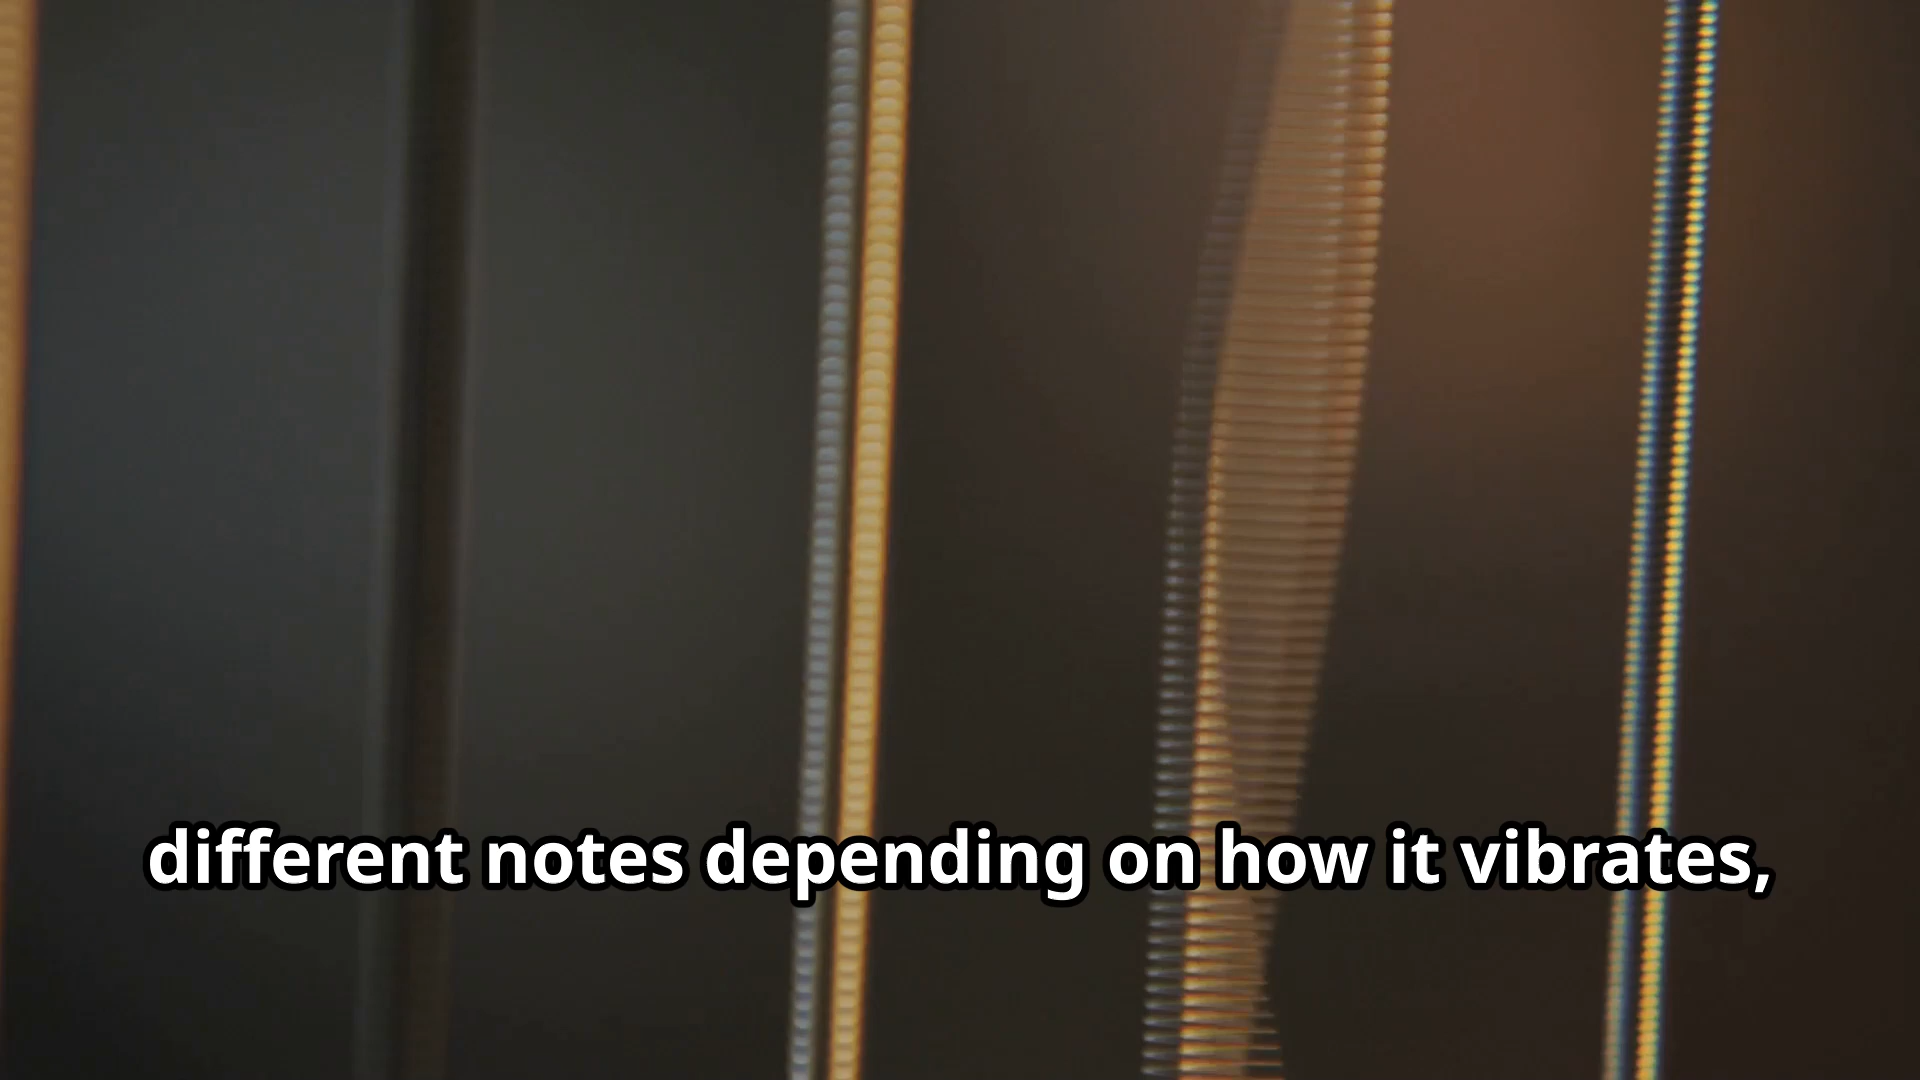 different notes depending on how it vibrates,